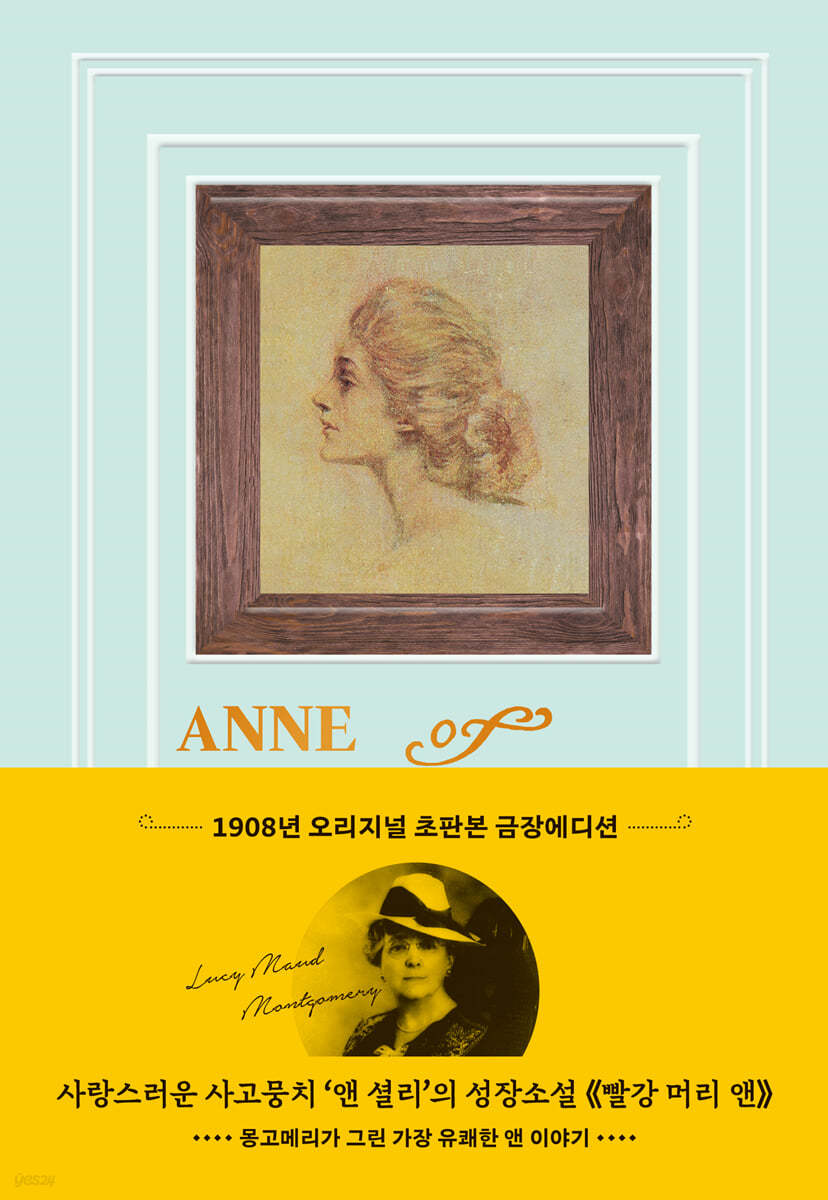 ANNE of
1908년 오리지널 초판본 금장에디션
Lucy Maud
Montgomery
사랑스러운 사고뭉치 ‘앤 셜리’의 성장소설 《빨강 머리 앤》
몽고메리가 그린 가장 유쾌한 앤 이야기
yes24